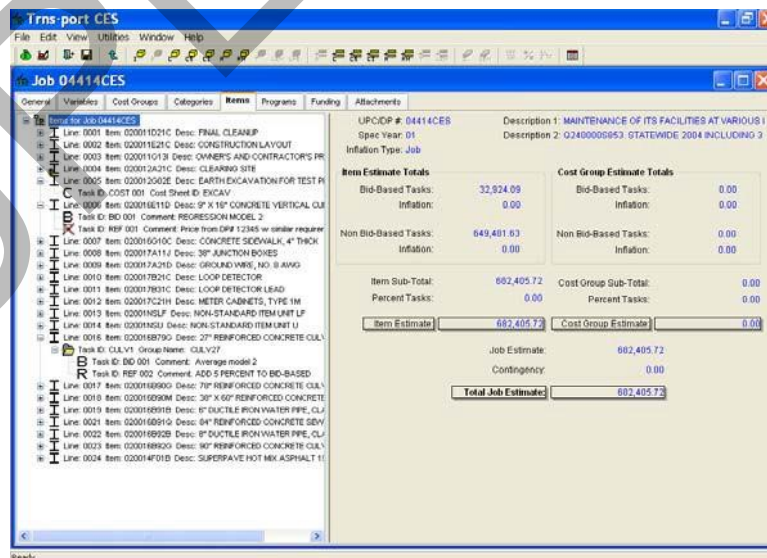 Trns-port CES
File Edit View Utilities Window Help
Job 04414CES
General Variables Cost Groups Categories Items Programs Funding Attachments
Items for Job 04414CES
Line: 0001 Item: 020011D21C Desc: FINAL CLEANUP
Line: 0002 Item: 020011E21C Desc: CONSTRUCTION LAYOUT
Line: 0003 Item: 020011G13I Desc: OWNER'S AND CONTRACTOR'S PR
Line: 0004 Item: 020012A21C Desc: CLEARING SITE
Line: 0005 Item: 020012G02E Desc: EARTH EXCAVATION FOR TEST PI
Task ID: COST 001 Cost Sheet ID: EXCAV
Line: 0006 Item: 020016E11D Desc: 9" X 16" CONCRETE VERTICAL CU
Task ID: BID 001 Comment: REGRESSION MODEL 2
Task ID: REF 001 Comment: Price from DP# 12345 w similar requirer
Line: 0007 Item: 020016G10C Desc: CONCRETE SIDEWALK, 4" THICK
Line: 0008 Item: 020017A11J Desc: 38" JUNCTION BOXES
Line: 0009 Item: 020017A21D Desc: GROUND WIRE, NO. 8 AWG
Line: 0010 Item: 020017B21C Desc: LOOP DETECTOR
Line: 0011 Item: 020017B31C Desc: LOOP DETECTOR LEAD
Line: 0012 Item: 020017C21H Desc: METER CABINETS, TYPE 1M
Line: 0013 Item: 02001NSLF Desc: NON-STANDARD ITEM UNIT LF
Line: 0014 Item: 02001NSU Desc: NON-STANDARD ITEM UNIT U
Line: 0016 Item: 020016B79G Desc: 27" REINFORCED CONCRETE CUL
Task ID: CULV1 Group Name: CULV27
Task ID: BID 001 Comment: Average model 2
Task ID: REF 002 Comment: ADD 5 PERCENT TO BID-BASED
Line: 0017 Item: 020016B90G Desc: 78" REINFORCED CONCRETE CUL
Line: 0018 Item: 020016B90M Desc: 38" X 60" REINFORCED CONCRETE
Line: 0019 Item: 020016B91B Desc: 6" DUCTILE IRON WATER PIPE, CL
Line: 0021 Item: 020016B91G Desc: 84" REINFORCED CONCRETE SEW
Line: 0022 Item: 020016B92B Desc: 8" DUCTILE IRON WATER PIPE, CL
Line: 0023 Item: 020016B92G Desc: 90" REINFORCED CONCRETE CUL
Line: 0024 Item: 020014F01B Desc: SUPERPAVE HOT MIX ASPHALT 1
UPC/DP #: 04414CES Description 1: MAINTENANCE OF ITS FACILITIES AT VARIOUS
Spec Year: 01 Description 2: Q2400005853. STATEWIDE 2004 INCLUDING 3
Inflation Type: Job
Item Estimate Totals Cost Group Estimate Totals
Bid-Based Tasks: 32,924.09 Bid-Based Tasks: 0.00
Inflation: 0.00 Inflation: 0.00
Non Bid-Based Tasks: 649,481.63 Non Bid-Based Tasks: 0.00
Inflation: 0.00 Inflation: 0.00
Item Sub-Total: 682,405.72 Cost Group Sub-Total: 0.00
Percent Tasks: 0.00 Percent Tasks: 0.00
Item Estimate: 682,405.72 Cost Group Estimate: 0.00
Job Estimate: 682,405.72
Contingency: 0.00
Total Job Estimate: 682,405.72
Ready